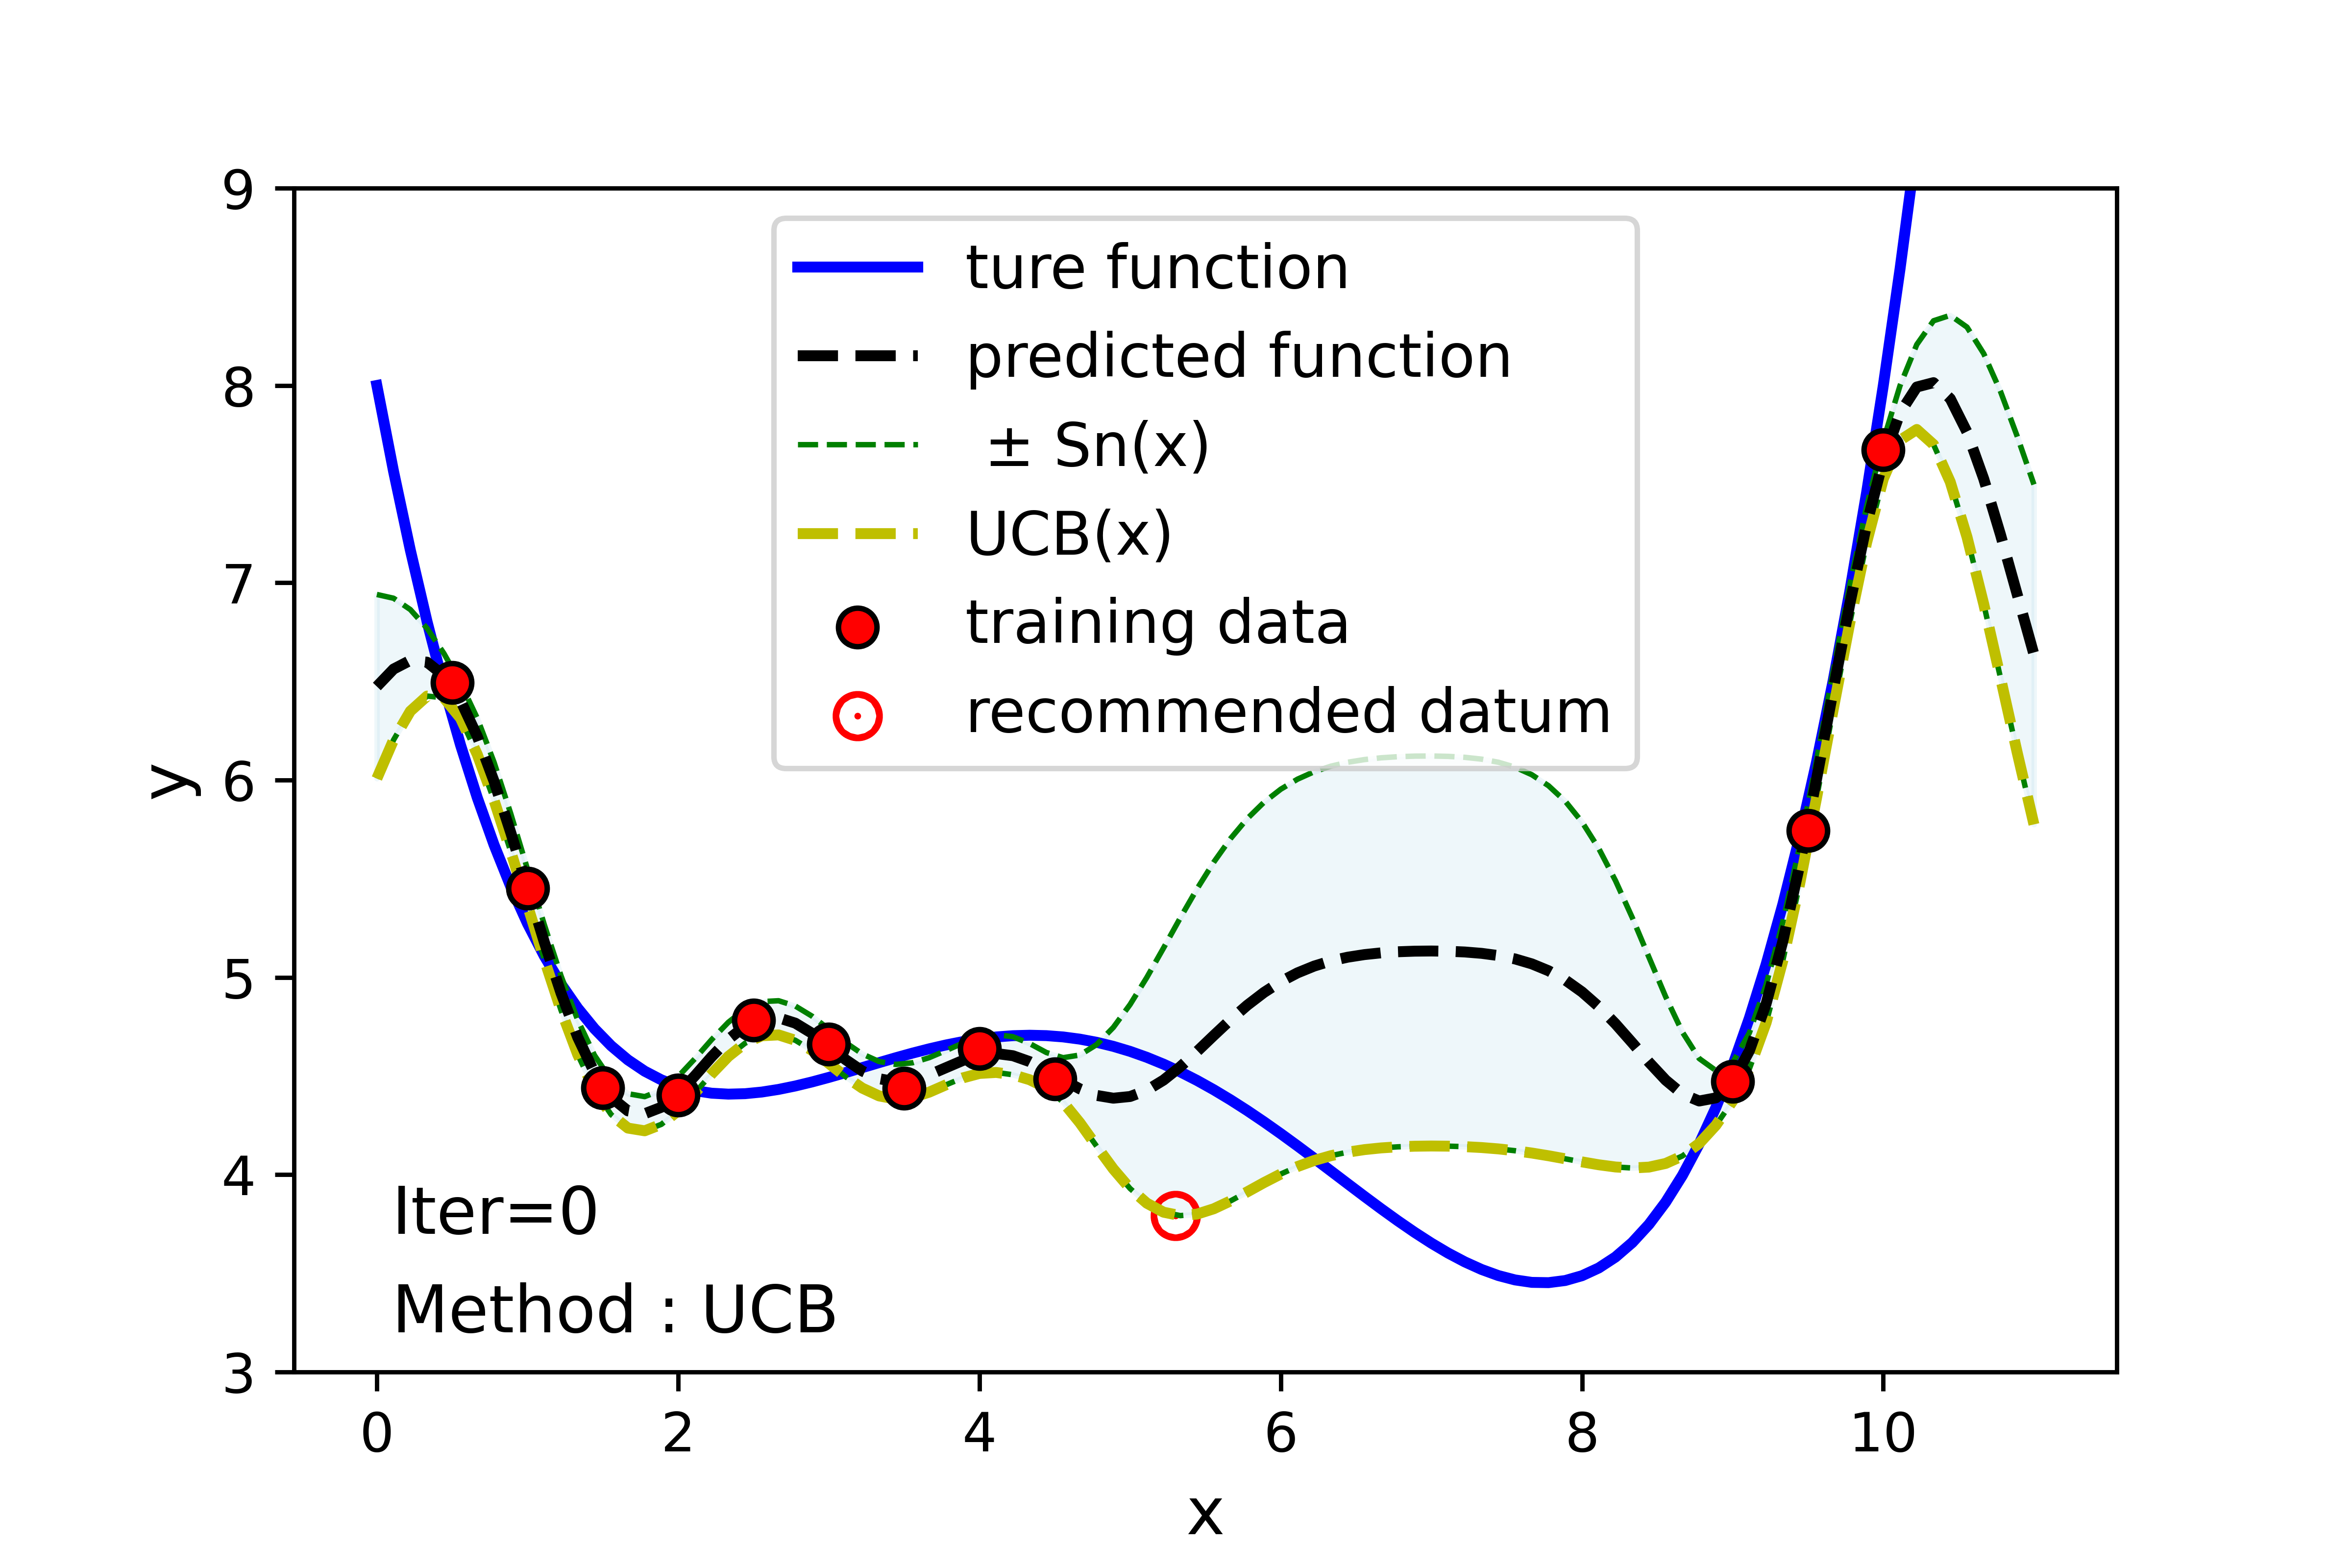 9
8
7
6
5
4
3
y
ture function
predicted function
± Sn(x)
UCB(x)
training data
recommended datum
Iter=0
Method : UCB
0 2 4 6 8 10
x